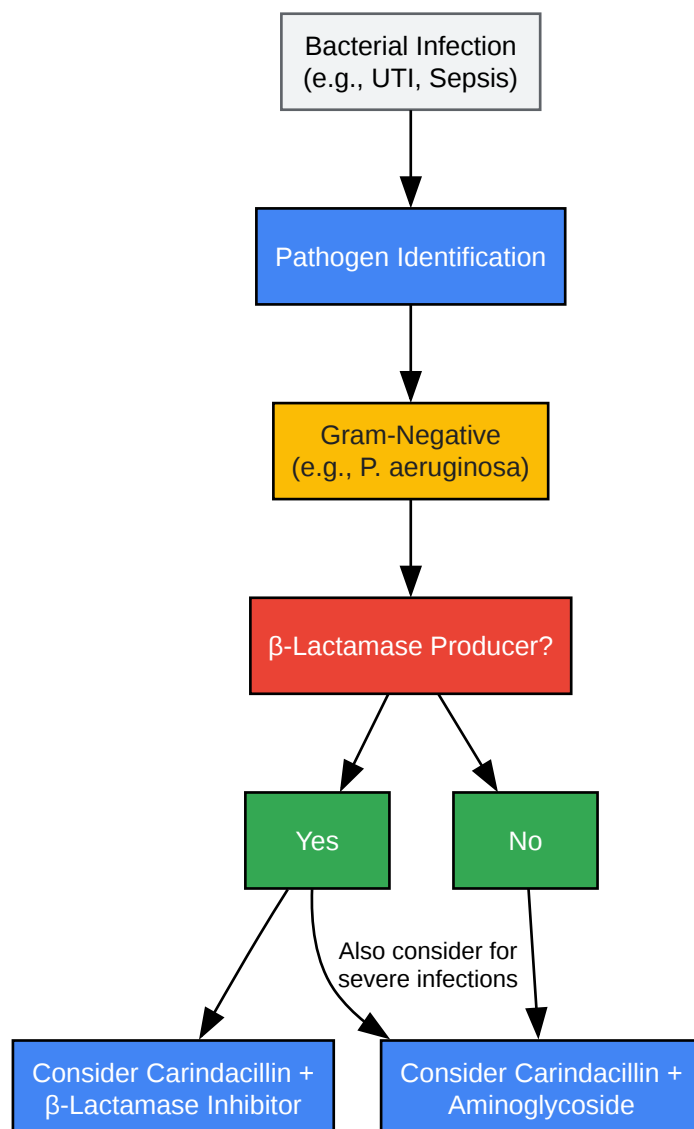 Bacterial Infection
(e.g., UTI, Sepsis)
Pathogen Identification
Gram-Negative
(e.g., P. aeruginosa)
β-Lactamase Producer?
Yes
No
Also consider for
severe infections
Consider Carindacillin +
β-Lactamase Inhibitor
Consider Carindacillin +
Aminoglycoside